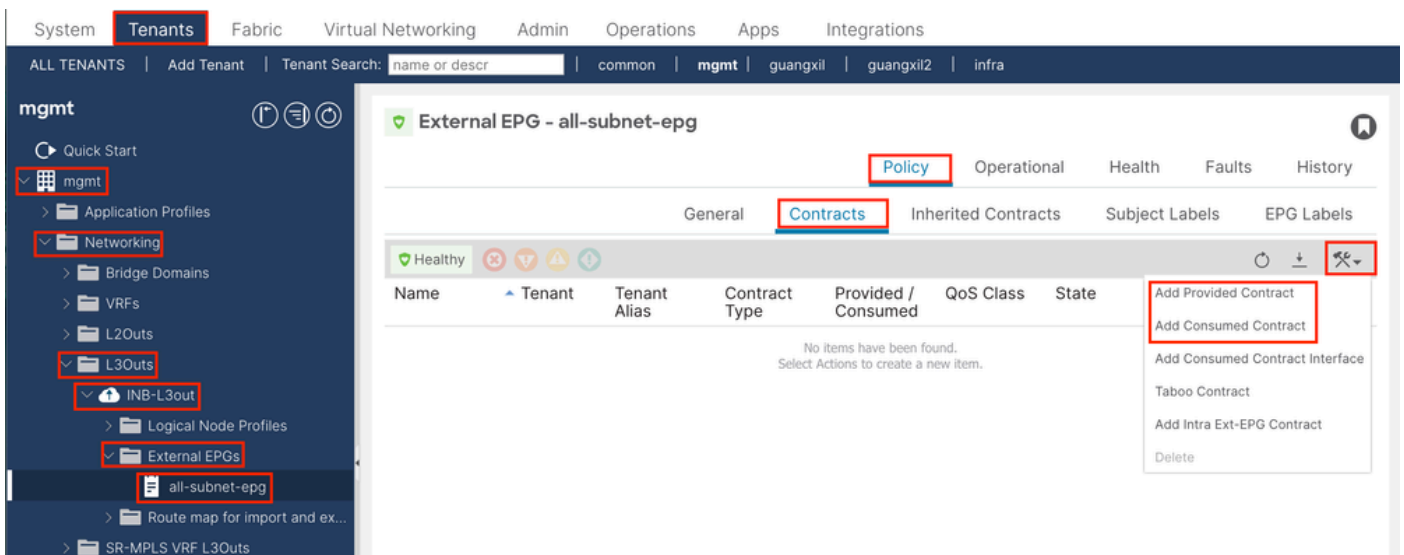 System Tenants Fabric Virtual Networking Admin Operations Apps Integrations
ALL TENANTS | Add Tenant | Tenant Search: name or descr | common | mgmt | guangxil | guangxil2 | infra
mgmt
Quick Start
mgmt
Application Profiles
Networking
Bridge Domains
VRFs
L2Outs
L3Outs
INB-L3out
Logical Node Profiles
External EPGs
all-subnet-epg
Route map for import and ex...
SR-MPLS VRF L3Outs
External EPG - all-subnet-epg
Policy Operational Health Faults History
General Contracts Inherited Contracts Subject Labels EPG Labels
Healthy
Name Tenant Tenant Alias Contract Type Provided / Consumed QoS Class State
No items have been found.
Select Actions to create a new item.
Add Provided Contract
Add Consumed Contract
Add Consumed Contract Interface
Taboo Contract
Add Intra Ext-EPG Contract
Delete